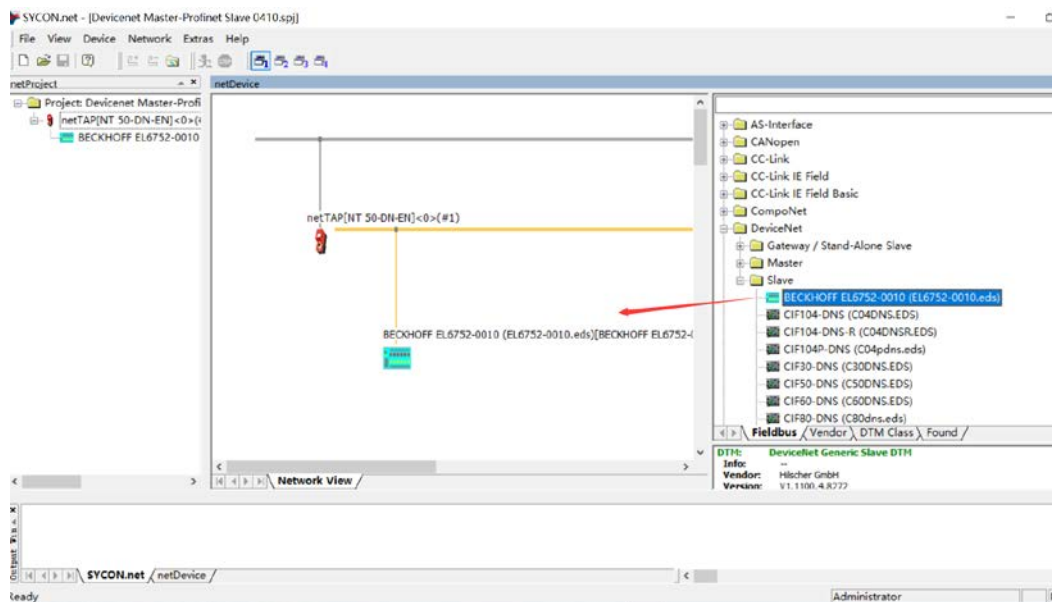 SYCON.net - [Devicenet Master-Profinet Slave 0410.spj]
File View Device Network Extras Help
netProject
netDevice
Project: Devicenet Master-Profi
netTAP[NT 50-DN-EN]<0>(
BECKHOFF EL6752-0010
netTAP[NT 50-DN-EN]<0>(#1)
BECKHOFF EL6752-0010 (EL6752-0010.eds)[BECKHOFF EL6752-0
Network View
AS-Interface
CANopen
CC-Link
CC-Link IE Field
CC-Link IE Field Basic
CompoNet
DeviceNet
Gateway / Stand-Alone Slave
Master
Slave
BECKHOFF EL6752-0010 (EL6752-0010.eds)
CIF104-DNS (C04DNS.EDS)
CIF104-DNS-R (C04DNSR.EDS)
CIF104P-DNS (C04pdns.eds)
CIF30-DNS (C30DNS.EDS)
CIF50-DNS (C50DNS.EDS)
CIF60-DNS (C60DNS.EDS)
CIF80-DNS (C80dns.eds)
Fieldbus Vendor DTM Class Found
DTM: DeviceNet Generic Slave DTM
Info: --
Vendor: Hilscher GmbH
Version: V1.1100.4.8272
Output Win
SYCON.net netDevice
Ready
Administrator